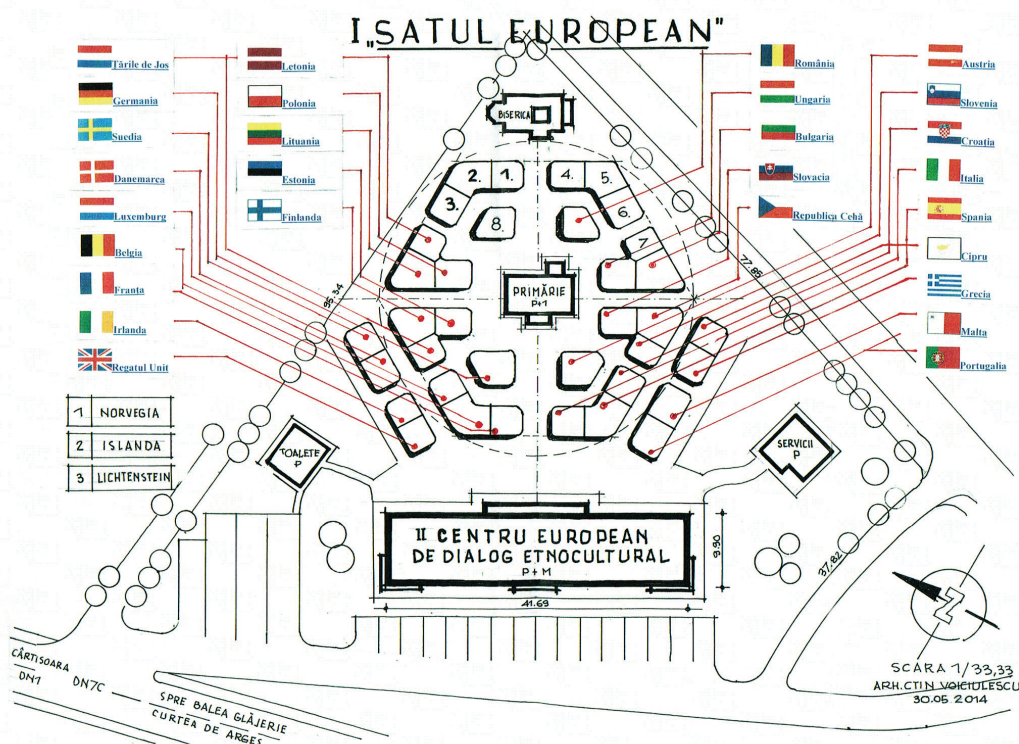 I „SATUL EUROPEAN"
Țările de Jos
Germania
Suedia
Danemarca
Luxemburg
Belgia
Franta
Irlanda
Regatul Unit
Letonia
Polonia
Lituania
Estonia
Finlanda
România
Ungaria
Bulgaria
Slovacia
Republica Cehă
Austria
Slovenia
Croatia
Italia
Spania
Cipru
Grecia
Malta
Portugalia
BISERICA
2. 1.
3.
8.
4. 5.
6.
7
PRIMĂRIE
P+1
95.34
77.85
1 NORVEGIA
2 ISLANDA
3 LICHTENSTEIN
TOALETE
P
SERVICII
P
II CENTRU EUROPEAN
DE DIALOG ETNOCULTURAL
P+M
9.90
41.69
37.82
N
CÂRTISOARA
DN1
DN7C
SPRE BALEA GLĂJERIE
CURTEA DE ARGES
SCARA 1/33,33
ARH.CTIN VOICIULESCU
30.05 2014